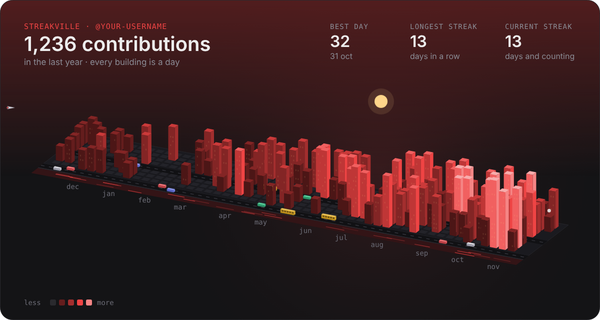 STREAKVILLE · @YOUR-USERNAME
1,236 contributions
in the last year · every building is a day
BEST DAY
32
31 oct
LONGEST STREAK
13
days in a row
CURRENT STREAK
13
days and counting
dec
jan
feb
mar
apr
may
jun
jul
aug
sep
oct
nov
less
more